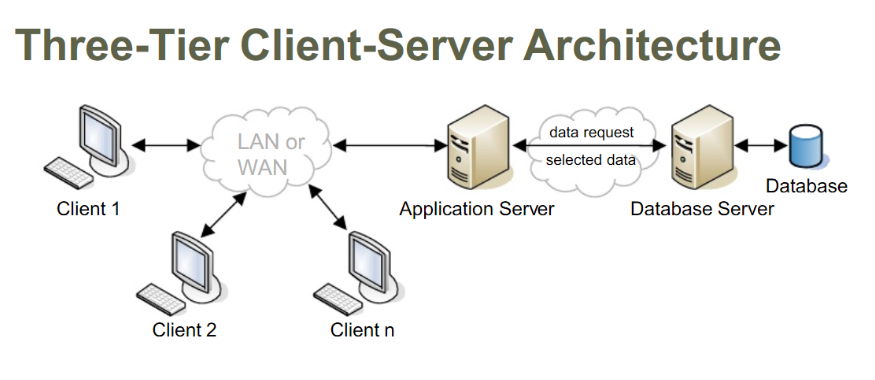 Three-Tier Client-Server Architecture
LAN or
WAN
data request
selected data
Database
Client 1
Application Server
Database Server
Client 2
Client n